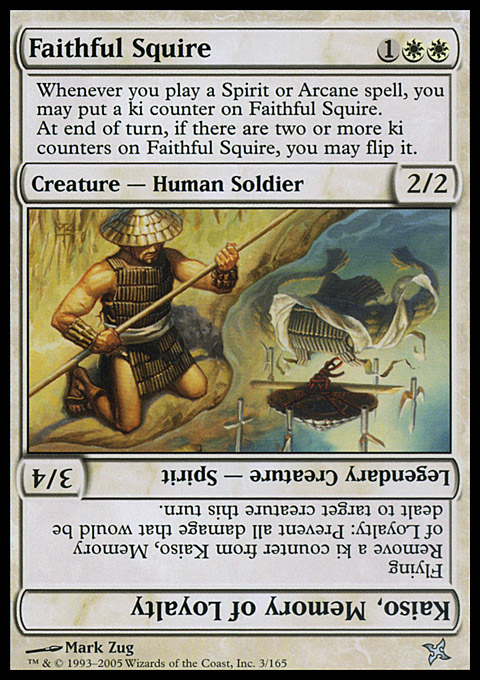 Faithful Squire 1
Whenever you play a Spirit or Arcane spell, you
may put a ki counter on Faithful Squire.
At end of turn, if there are two or more ki
counters on Faithful Squire, you may flip it.
Creature — Human Soldier
2/2
Kaiso, Memory of Loyalty
Flying
Remove a ki counter from Kaiso, Memory
of Loyalty: Prevent all damage that would be
dealt to target creature this turn.
Legendary Creature — Spirit
3/4
Mark Zug
™ & © 1993–2005 Wizards of the Coast, Inc. 3/165